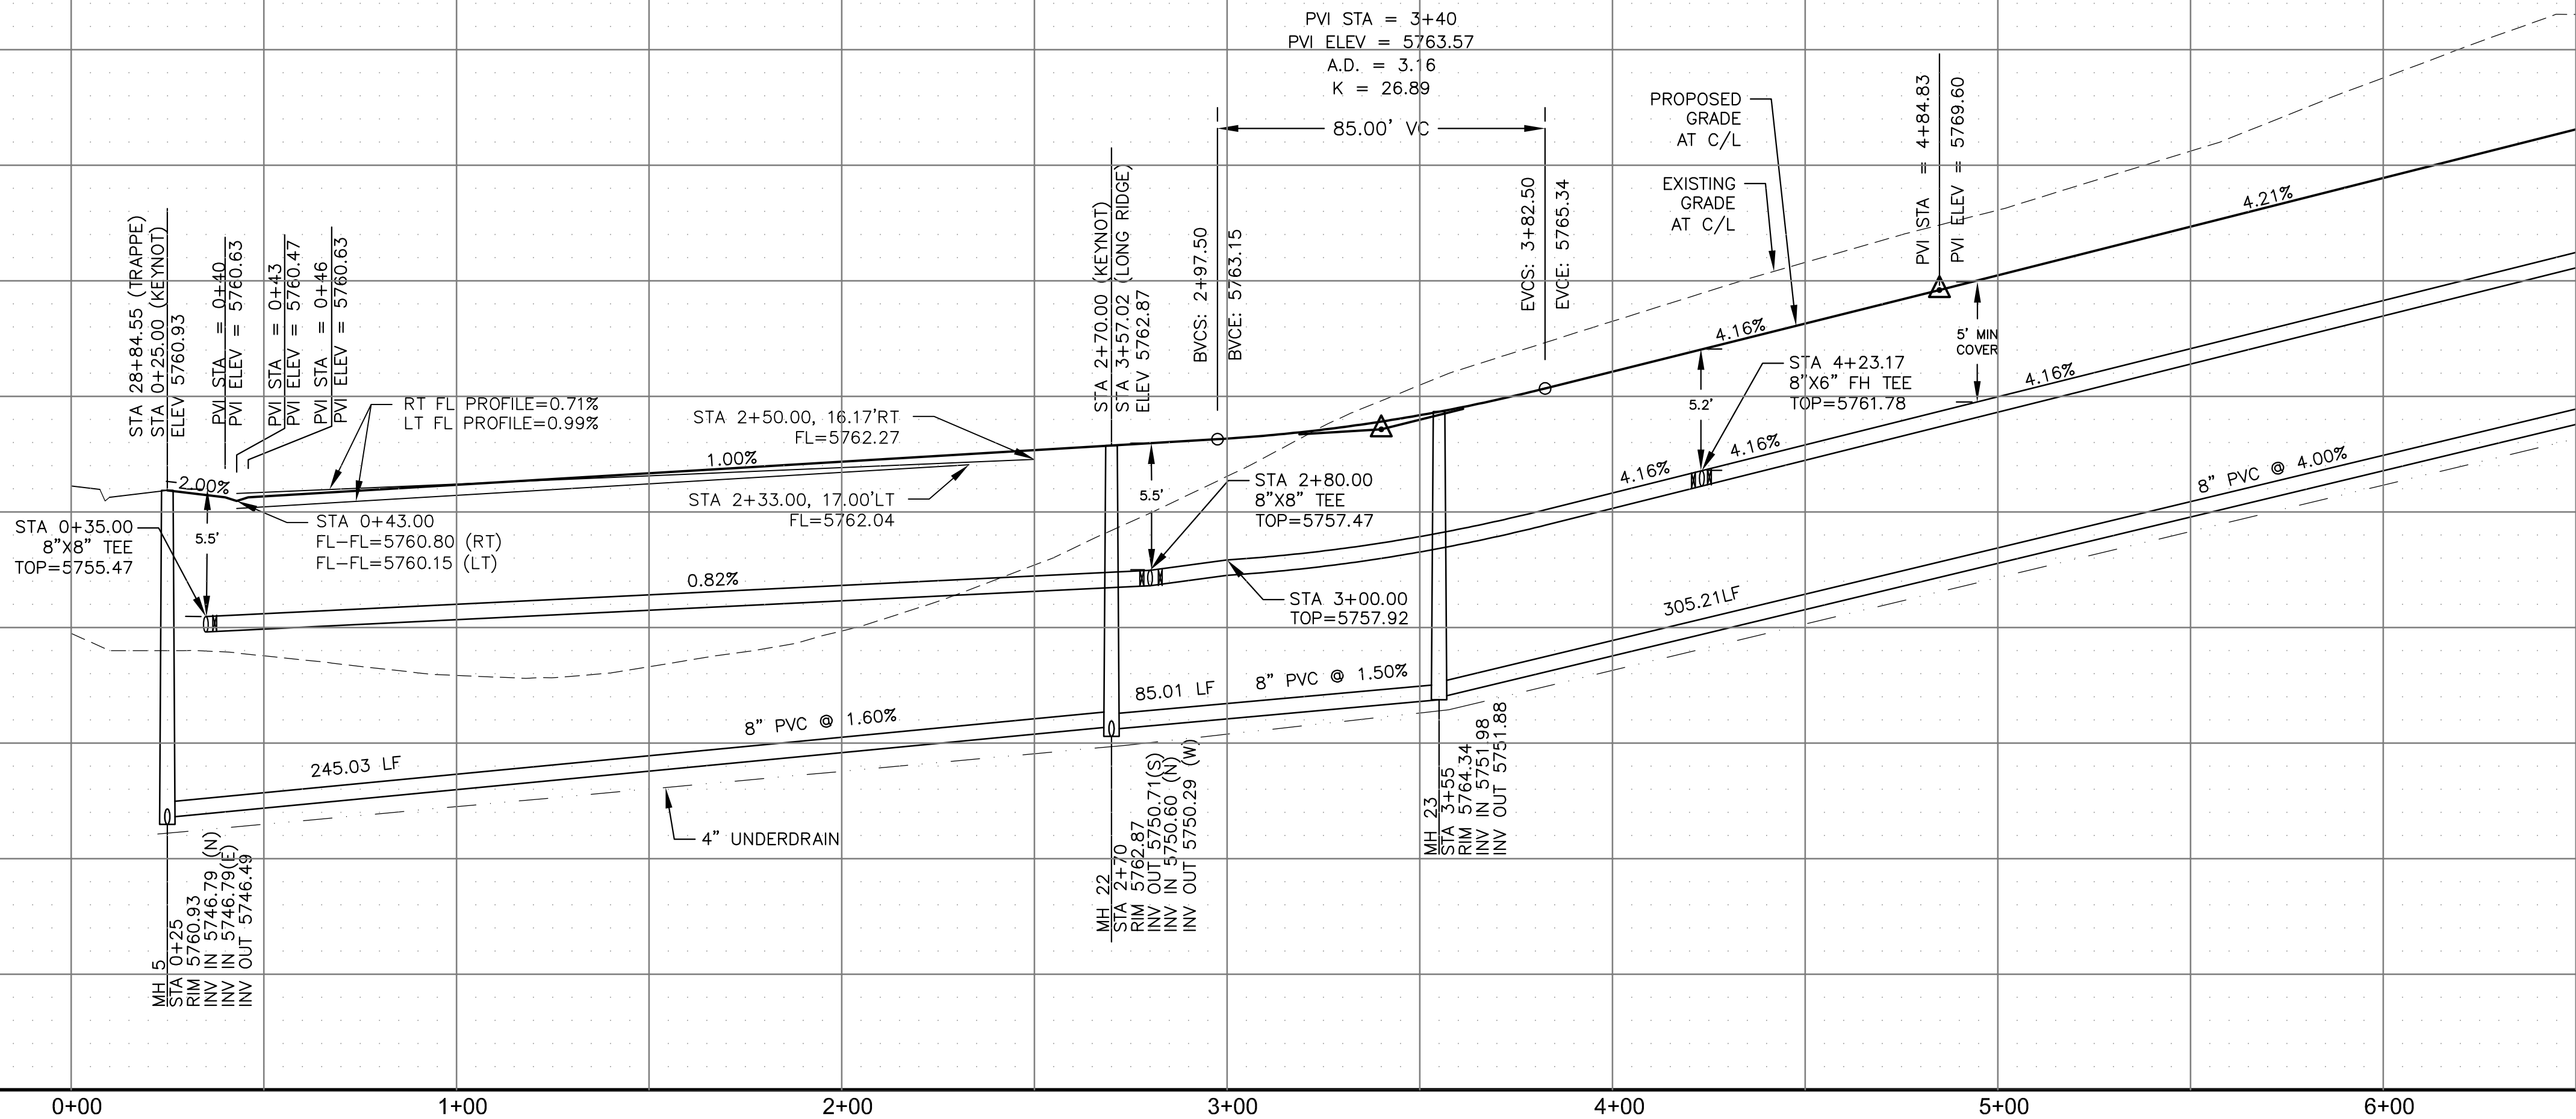 PVI STA = 3+40
PVI ELEV = 5763.57
A.D. = 3.16
K = 26.89
85.00' VC
PROPOSED
GRADE
AT C/L
EXISTING
GRADE
AT C/L
PVI STA = 4+84.83
PVI ELEV = 5769.60
4.21%
STA 28+84.55 (TRAPPE)
STA 0+25.00 (KEYNOT)
ELEV 5760.93
PVI STA = 0+40
PVI ELEV = 5760.63
PVI STA = 0+43
PVI ELEV = 5760.47
PVI STA = 0+46
PVI ELEV = 5760.63
STA 2+70.00 (KEYNOT)
STA 3+57.02 (LONG RIDGE)
ELEV 5762.87
BVCS: 2+97.50
BVCE: 5763.15
EVCS: 3+82.50
EVCE: 5765.34
4.16%
5' MIN
COVER
RT FL PROFILE=0.71%
LT FL PROFILE=0.99%
STA 2+50.00, 16.17'RT
FL=5762.27
1.00%
-2.00%
STA 2+33.00, 17.00'LT
FL=5762.04
STA 4+23.17
8"X6" FH TEE
TOP=5761.78
5.2'
4.16%
4.16%
4.16%
STA 0+35.00
8"X8" TEE
TOP=5755.47
5.5'
STA 0+43.00
FL-FL=5760.80 (RT)
FL-FL=5760.15 (LT)
5.5'
STA 2+80.00
8"X8" TEE
TOP=5757.47
8" PVC @ 4.00%
0.82%
STA 3+00.00
TOP=5757.92
305.21LF
245.03 LF
8" PVC @ 1.60%
85.01 LF
8" PVC @ 1.50%
4" UNDERDRAIN
MH 5
STA 0+25
RIM 5760.93
INV IN 5746.79 (N)
INV IN 5746.79(E)
INV OUT 5746.49
MH 22
STA 2+70
RIM 5762.87
INV OUT 5750.71(S)
INV IN 5750.60 (N)
INV OUT 5750.29 (W)
MH 23
STA 3+55
RIM 5764.34
INV IN 5751.98
INV OUT 5751.88
0+00
1+00
2+00
3+00
4+00
5+00
6+00